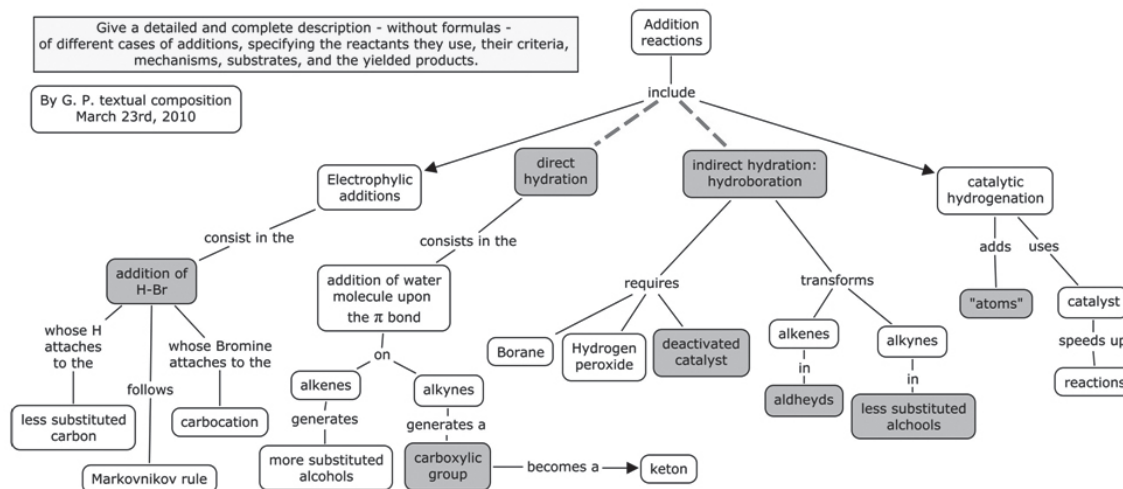 Give a detailed and complete description - without formulas -
of different cases of additions, specifying the reactants they use, their criteria,
mechanisms, substrates, and the yielded products.
By G. P. textual composition
March 23rd, 2010
Addition
reactions
include
Electrophylic
additions
direct
hydration
indirect hydration:
hydroboration
catalytic
hydrogenation
consist in the
consists in the
addition of
H-Br
whose H
attaches
to the
follows
whose Bromine
attaches to the
less substituted
carbon
Markovnikov rule
carbocation
addition of water
molecule upon
the π bond
on
alkenes
generates
more substituted
alcohols
alkynes
generates a
carboxylic
group
becomes a
keton
requires
Borane
Hydrogen
peroxide
deactivated
catalyst
transforms
alkenes
in
aldheyds
alkynes
in
less substituted
alchools
adds
"atoms"
uses
catalyst
speeds up
reactions